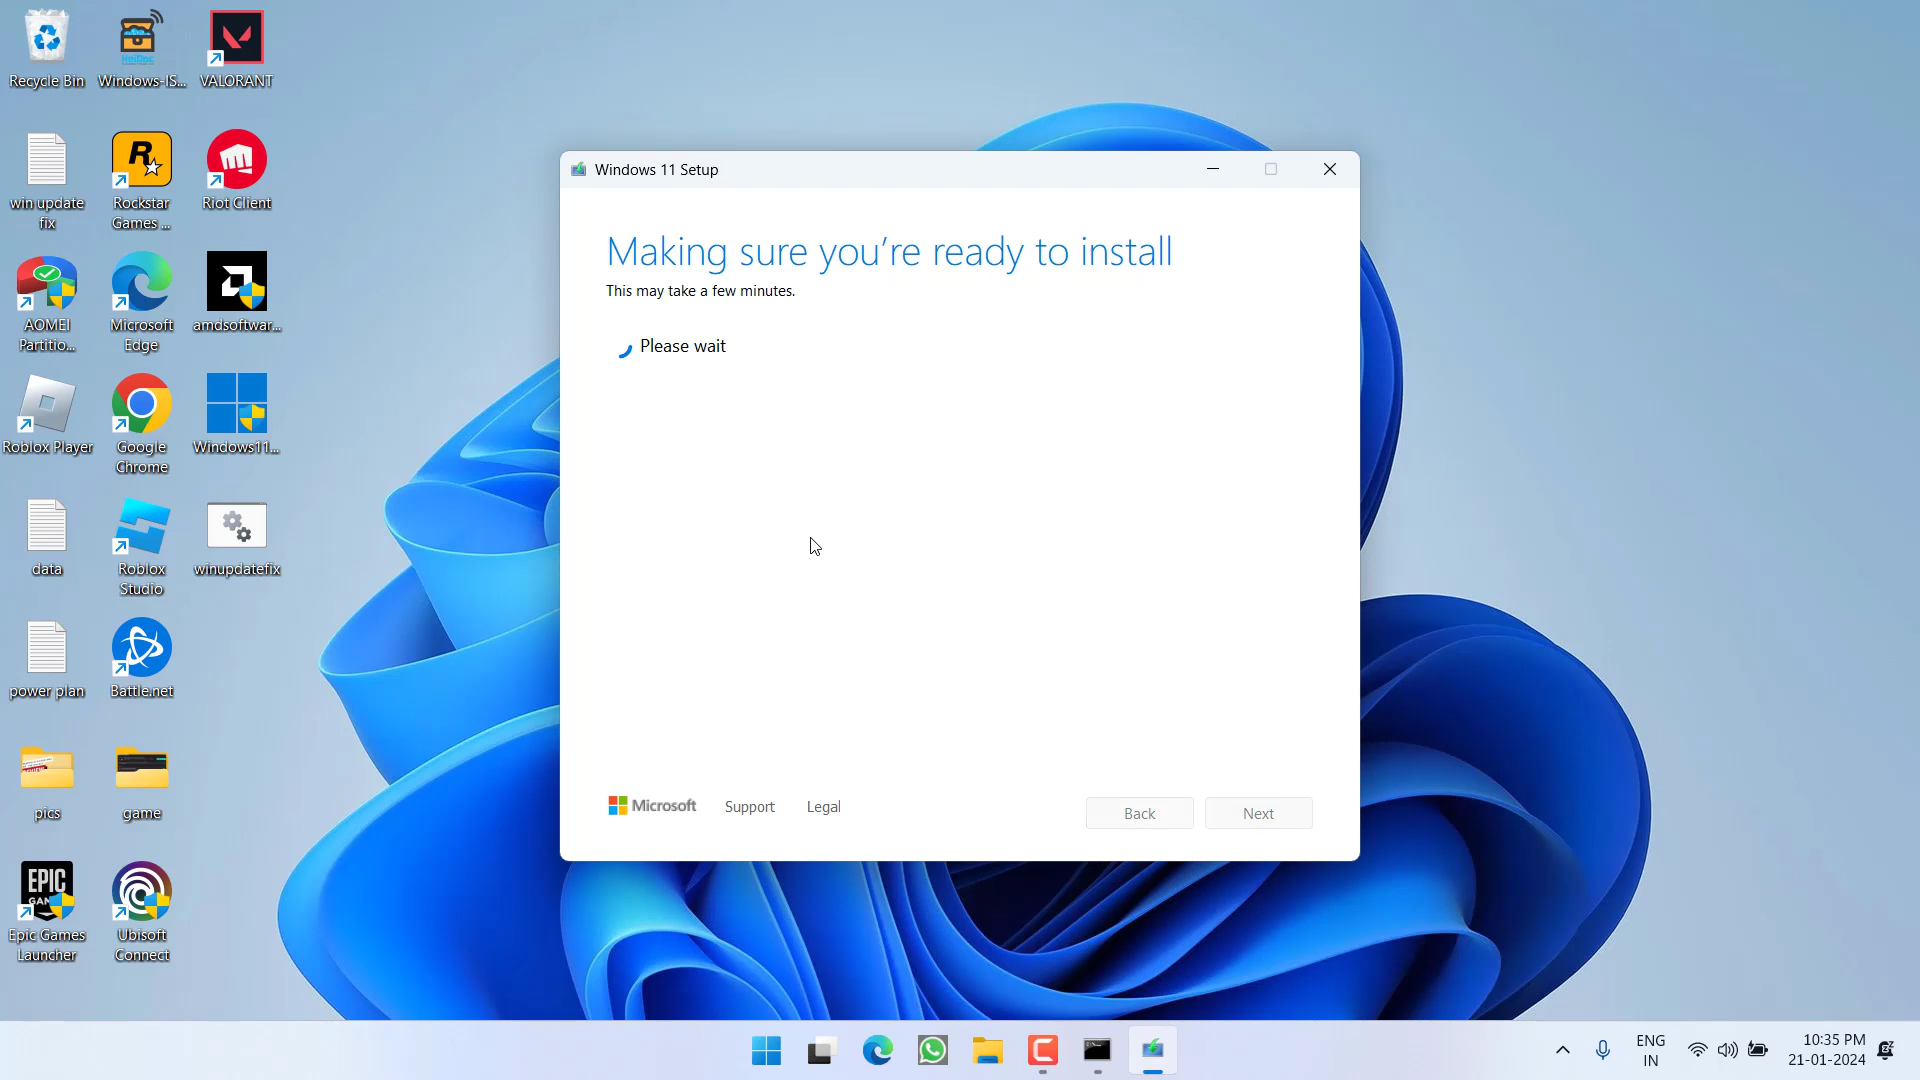 Recycle Bin
Windows-IS...
VALORANT
win update
fix
Rockstar
Games ...
Riot Client
AOMEI
Partitio...
Microsoft
Edge
amdsoftwar...
Roblox Player
Google
Chrome
Windows11...
data
Roblox
Studio
winupdatefix
power plan
Battle.net
pics
game
EPIC
Epic Games
Launcher
Ubisoft
Connect
Windows 11 Setup
Making sure you're ready to install
This may take a few minutes.
Please wait
Microsoft
Support
Legal
Back
Next
ENG
IN
10:35 PM
21-01-2024